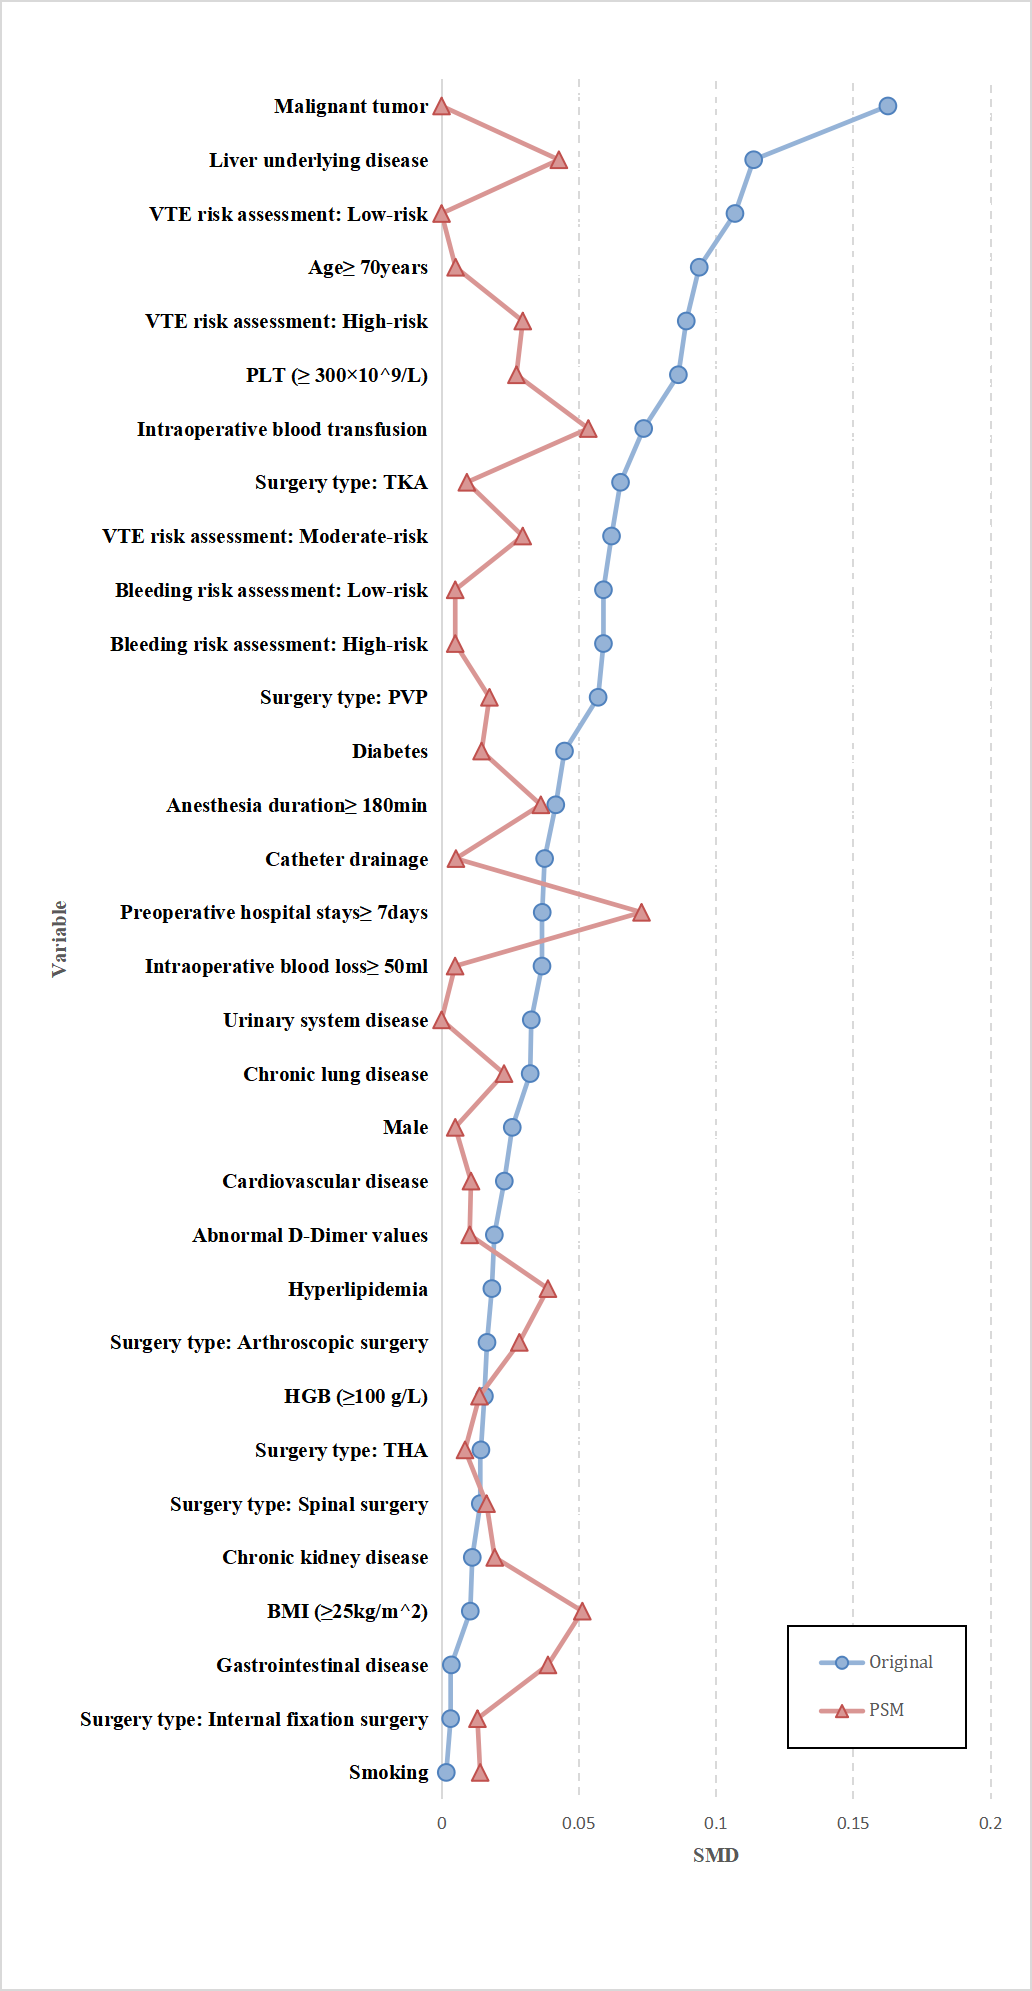 Malignant tumor
Liver underlying disease
VTE risk assessment: Low-risk
Age≥ 70years
VTE risk assessment: High-risk
PLT (≥ 300×10^9/L)
Intraoperative blood transfusion
Surgery type: TKA
VTE risk assessment: Moderate-risk
Bleeding risk assessment: Low-risk
Bleeding risk assessment: High-risk
Surgery type: PVP
Diabetes
Anesthesia duration≥ 180min
Catheter drainage
Preoperative hospital stays≥ 7days
Intraoperative blood loss≥ 50ml
Urinary system disease
Chronic lung disease
Male
Cardiovascular disease
Abnormal D-Dimer values
Hyperlipidemia
Surgery type: Arthroscopic surgery
HGB (≥100 g/L)
Surgery type: THA
Surgery type: Spinal surgery
Chronic kidney disease
BMI (≥25kg/m^2)
Gastrointestinal disease
Surgery type: Internal fixation surgery
Smoking
Variable
0 0.05 0.1 0.15 0.2
SMD
Original
PSM